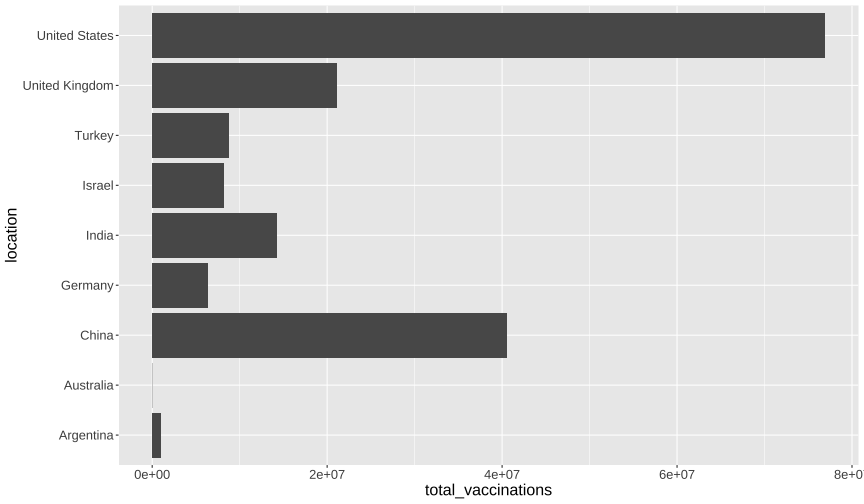 United States
United Kingdom
Turkey
Israel
India
Germany
China
Australia
Argentina
location
0e+00 2e+07 4e+07 6e+07 8e+0
total_vaccinations